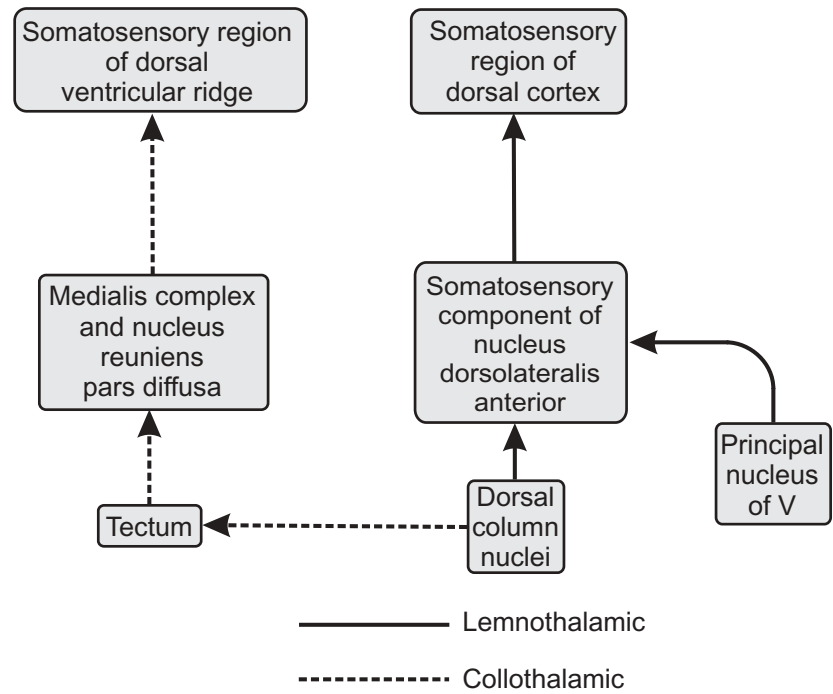 Somatosensory region
of dorsal
ventricular ridge
Somatosensory
region of
dorsal cortex
Medialis complex
and nucleus
reuniens
pars diffusa
Somatosensory
component of
nucleus
dorsolateralis
anterior
Principal
nucleus
of V
Tectum
Dorsal
column
nuclei
Lemnothalamic
Collothalamic